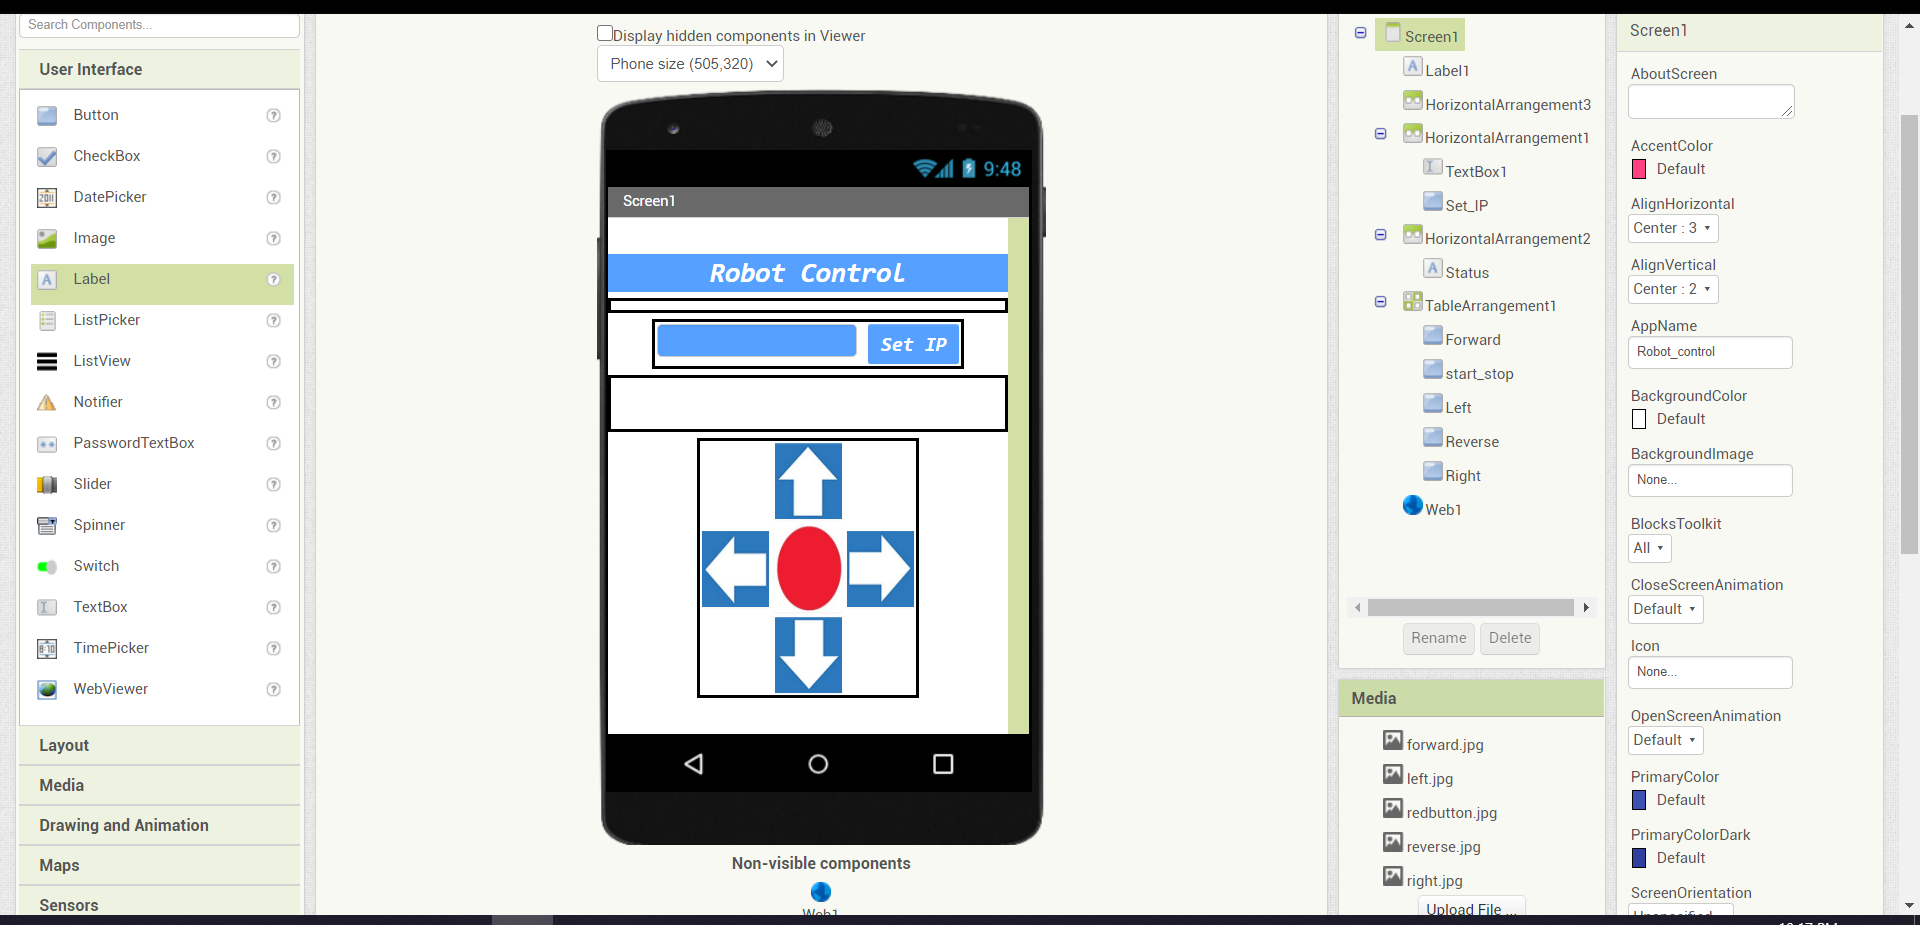 Search Components...
User Interface
Button
CheckBox
DatePicker
Image
Label
ListPicker
ListView
Notifier
PasswordTextBox
Slider
Spinner
Switch
TextBox
TimePicker
WebViewer
Layout
Media
Drawing and Animation
Maps
Sensors
Display hidden components in Viewer
Phone size (505,320)
9:48
Screen1
Robot Control
Set IP
Non-visible components
Web1
Screen1
Label1
HorizontalArrangement3
HorizontalArrangement1
TextBox1
Set_IP
HorizontalArrangement2
Status
TableArrangement1
Forward
start_stop
Left
Reverse
Right
Web1
Rename Delete
Media
forward.jpg
left.jpg
redbutton.jpg
reverse.jpg
right.jpg
Upload File ...
Screen1
AboutScreen
AccentColor
Default
AlignHorizontal
Center : 3
AlignVertical
Center : 2
AppName
Robot_control
BackgroundColor
Default
BackgroundImage
None...
BlocksToolkit
All
CloseScreenAnimation
Default
Icon
None...
OpenScreenAnimation
Default
PrimaryColor
Default
PrimaryColorDark
Default
ScreenOrientation
Unspecified